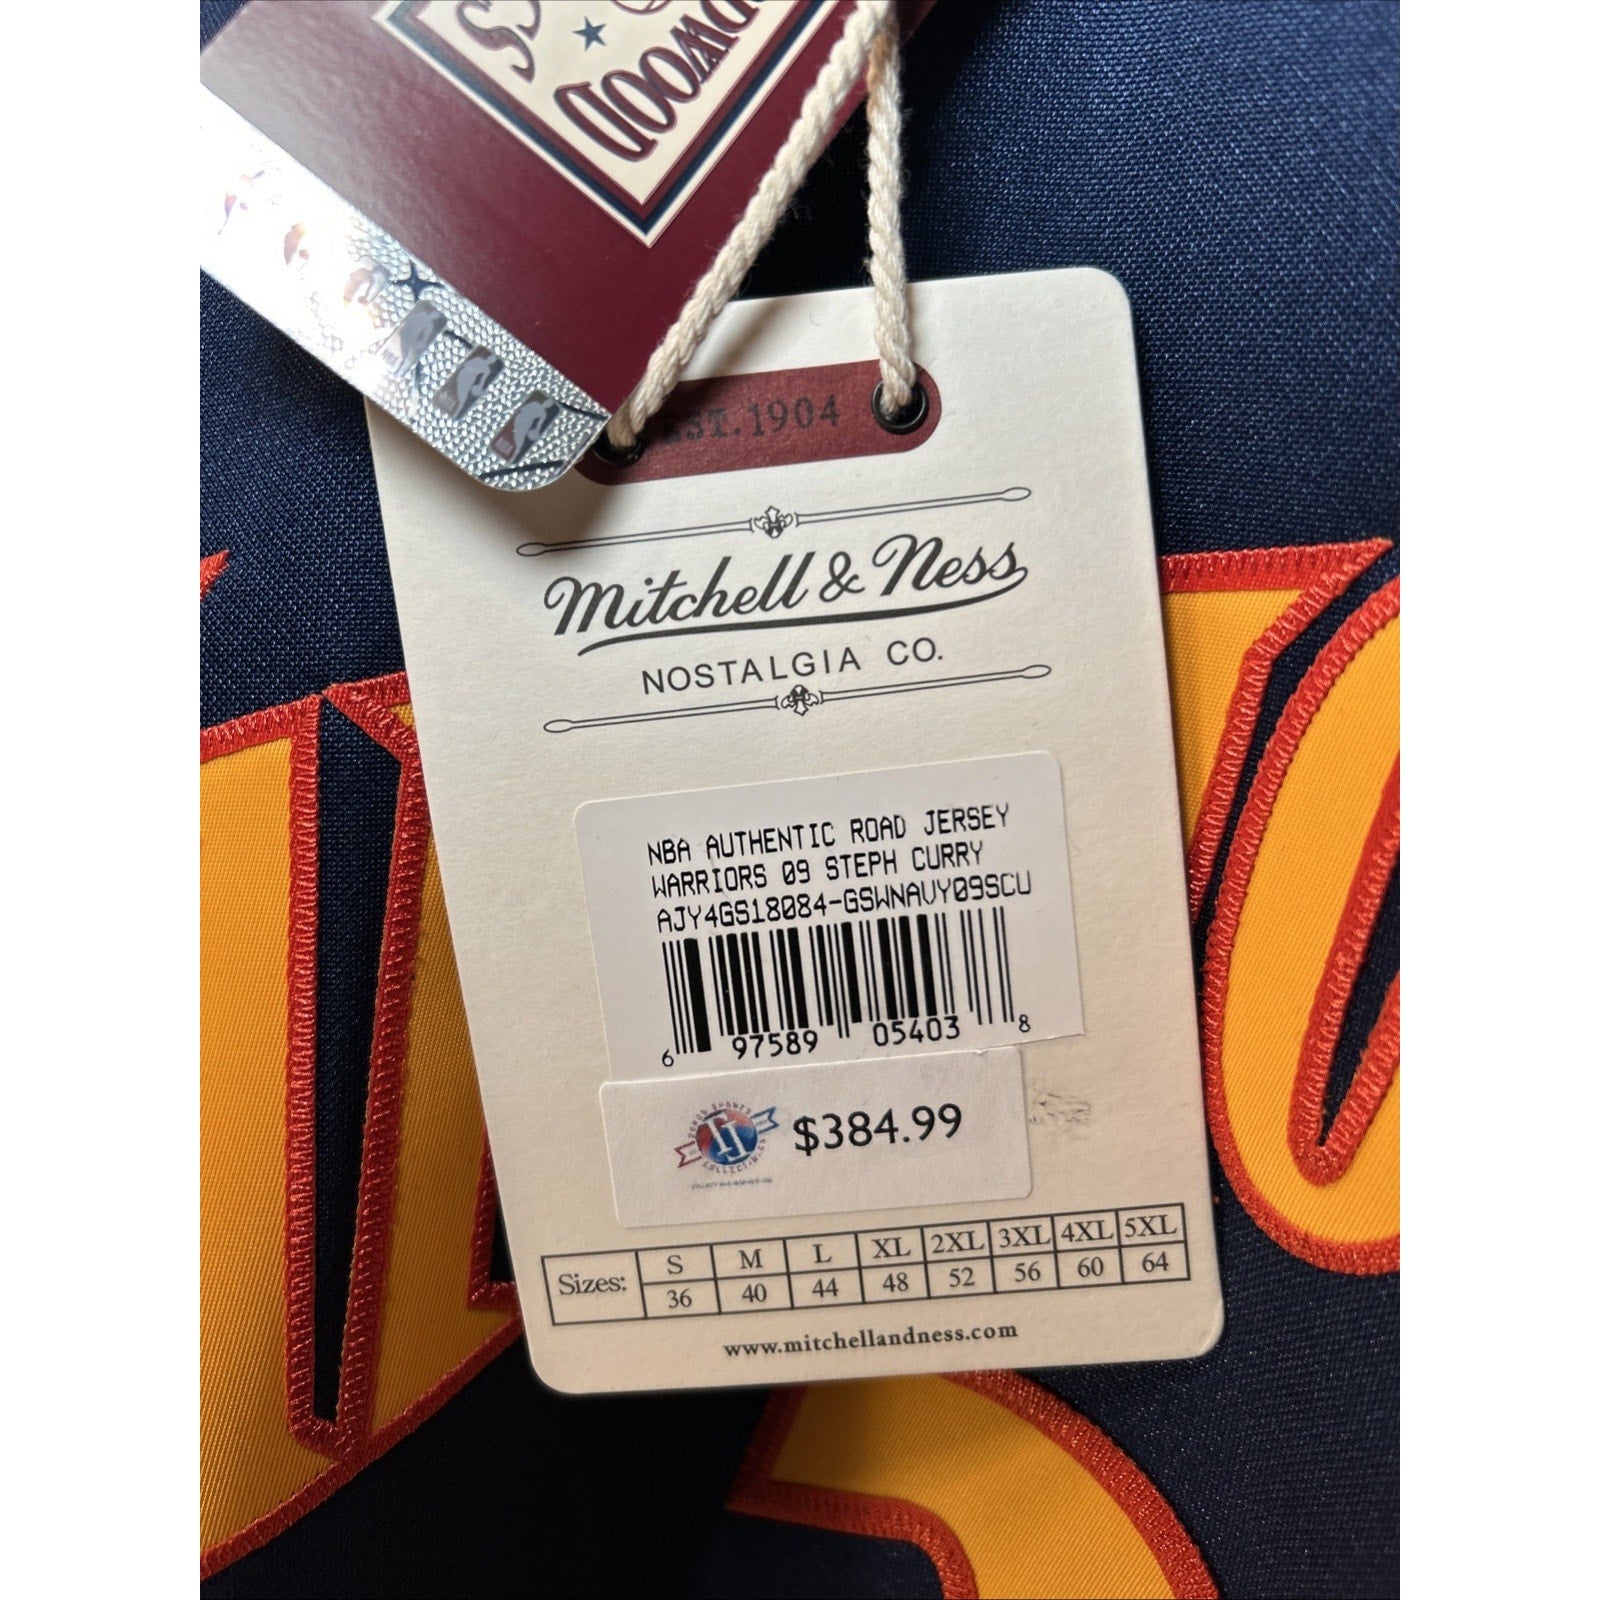 EST.1904
Mitchell & Ness
NOSTALGIA CO.
NBA AUTHENTIC ROAD JERSEY
WARRIORS 09 STEPH CURRY
AJY4GS18084-GSWNAVY09SCU
6 97589 05403 8
$384.99
Sizes: S M L XL 2XL 3XL 4XL 5XL
36 40 44 48 52 56 60 64
www.mitchellandness.com